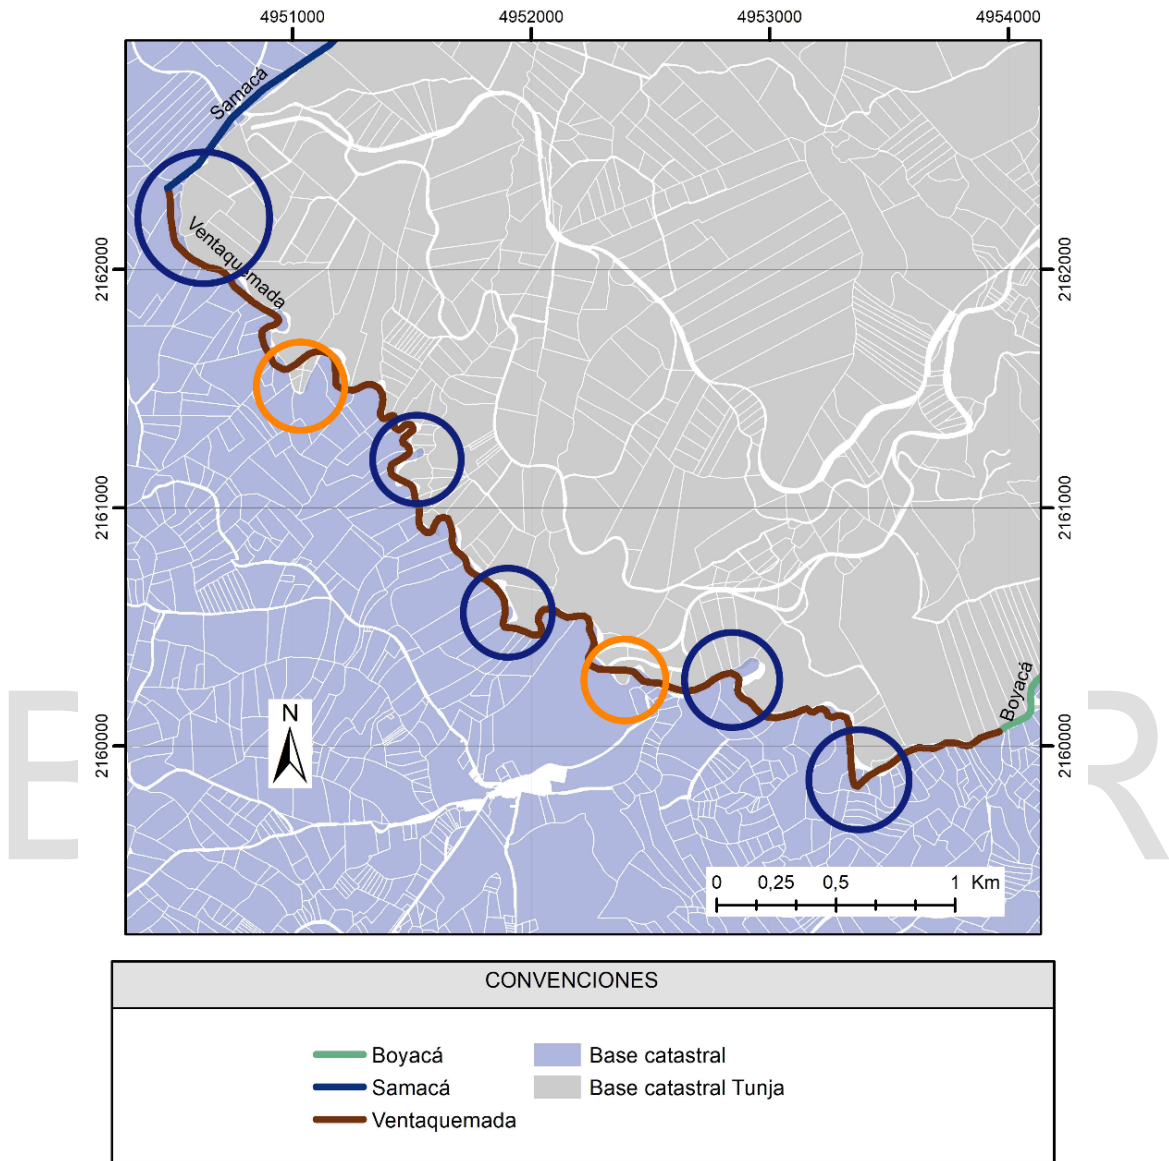 4951000 4952000 4953000 4954000
Samacá
Ventaquemada
2162000 2162000
2161000 2161000
Boyacá
2160000 2160000
N
E R
0 0,25 0,5 1 Km
CONVENCIONES
Boyacá Base catastral
Samacá Base catastral Tunja
Ventaquemada